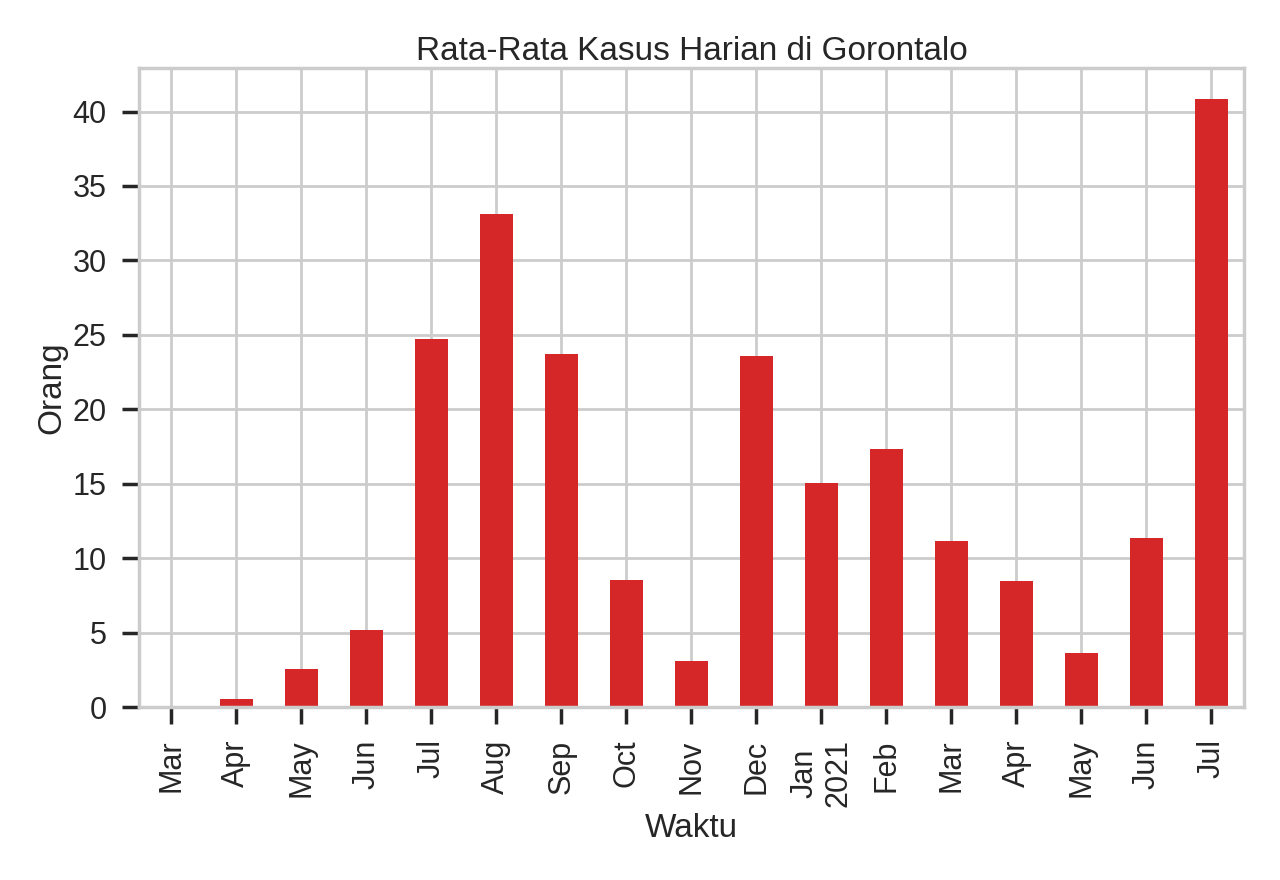 Rata-Rata Kasus Harian di Gorontalo
40
35
30
25
20
15
10
5
0
Orang
Mar
Apr
May
Jun
Jul
Aug
Sep
Oct
Nov
Dec
Jan
2021
Feb
Mar
Apr
May
Jun
Jul
Waktu